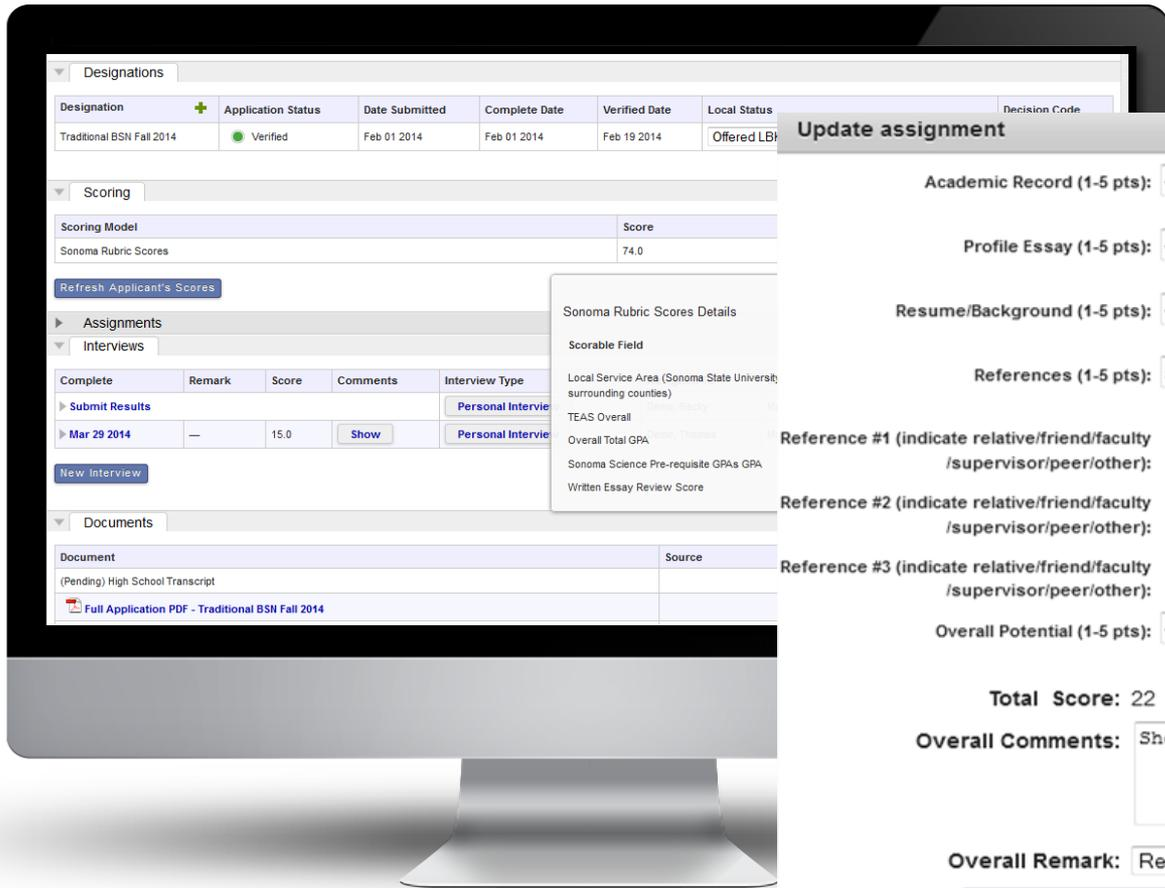 Designations
Designation Application Status Date Submitted Complete Date Verified Date Local Status Decision Code
Traditional BSN Fall 2014 Verified Feb 01 2014 Feb 01 2014 Feb 19 2014 Offered
Scoring
Scoring Model Score
Sonoma Rubric Scores 74.0
Refresh Applicant's Scores
Assignments
Interviews
Complete Remark Score Comments Interview Type
Submit Results Personal
Mar 29 2014 — 15.0 Show Personal
New Interview
Documents
Document Source
(Pending) High School Transcript
Full Application PDF - Traditional BSN Fall 2014
Sonoma Rubric Scores Details
Scorable Field
Local Service Area (Sonoma State University
surrounding counties)
TEAS Overall
Overall Total GPA
Sonoma Science Pre-requisite GPAs GPA
Written Essay Review Score
Update assignment
Academic Record (1-5 pts):
Profile Essay (1-5 pts):
Resume/Background (1-5 pts):
References (1-5 pts):
Reference #1 (indicate relative/friend/faculty
/supervisor/peer/other):
Reference #2 (indicate relative/friend/faculty
/supervisor/peer/other):
Reference #3 (indicate relative/friend/faculty
/supervisor/peer/other):
Overall Potential (1-5 pts):
Total Score: 22
Overall Comments:
Overall Remark: